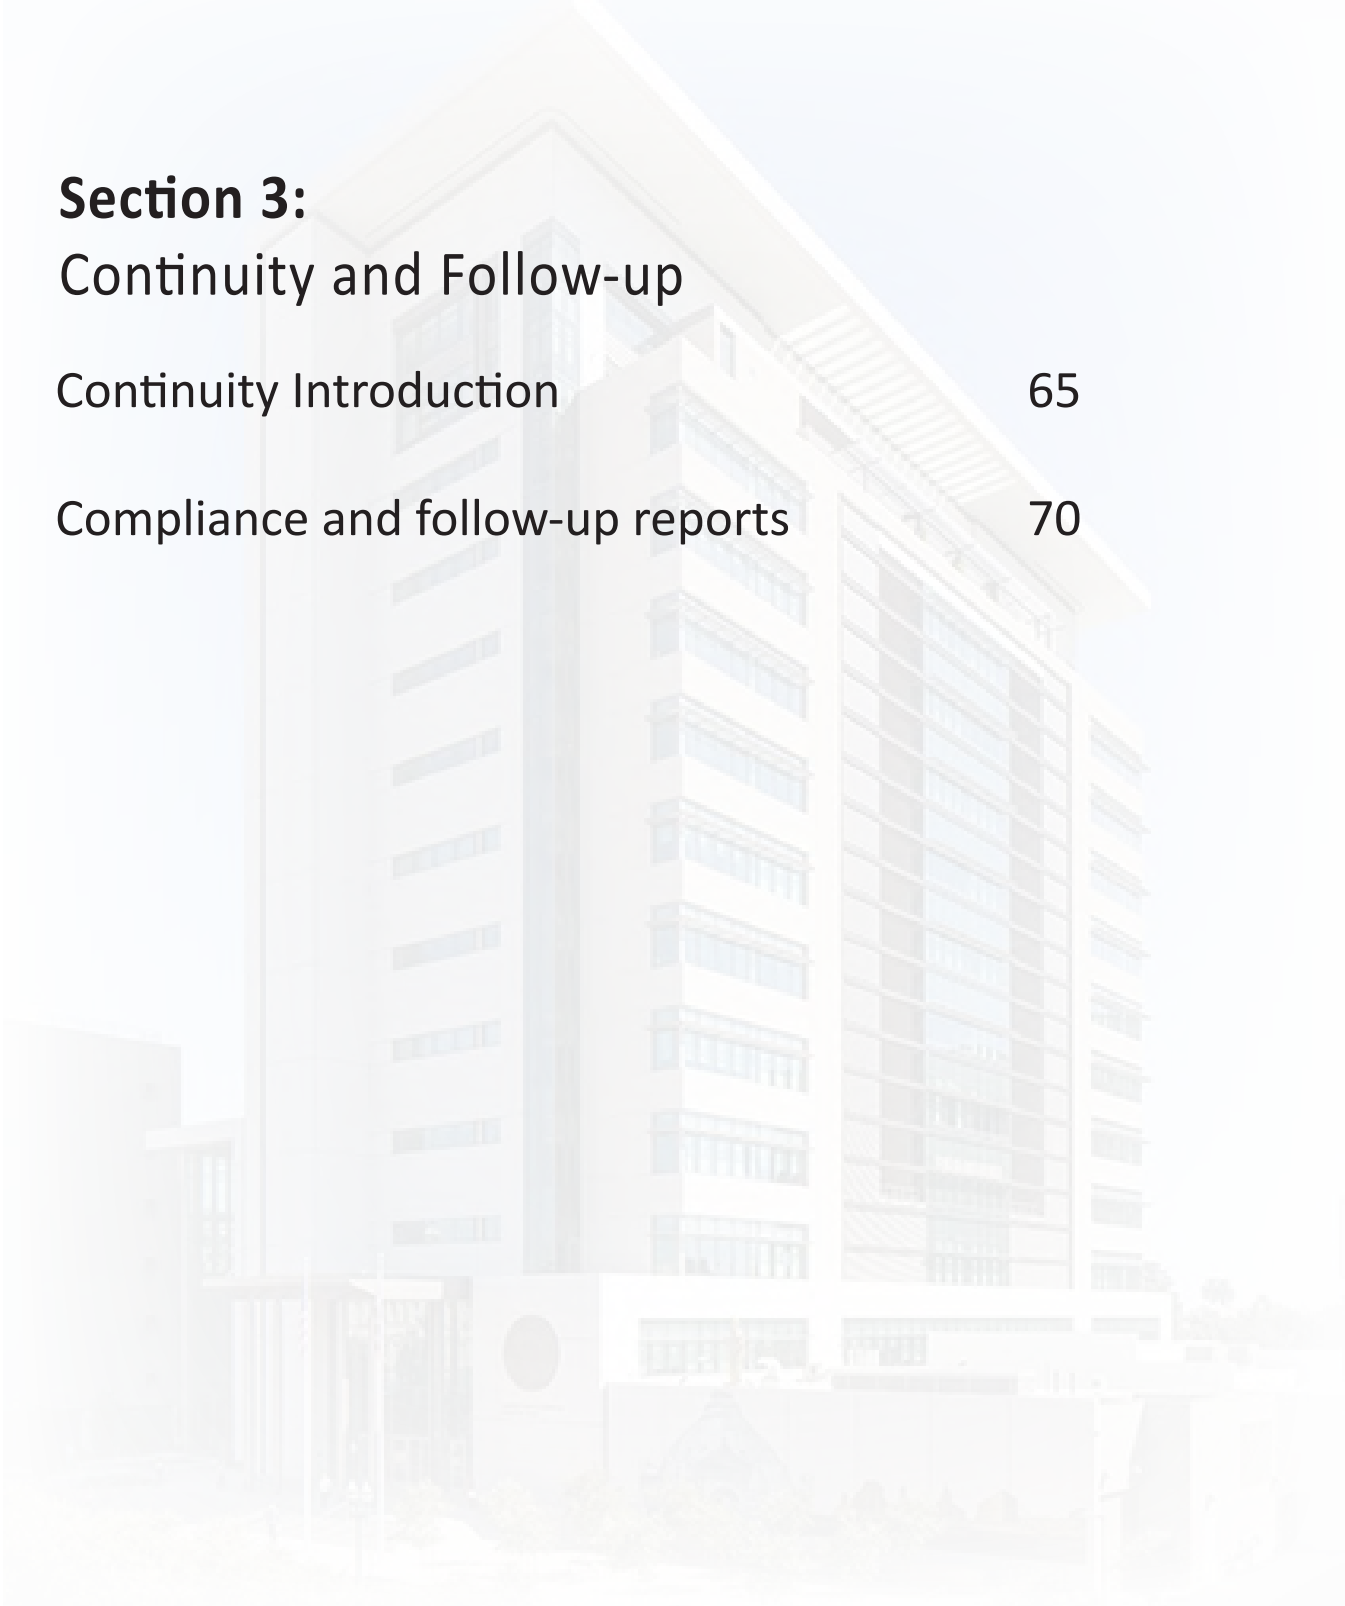 Section 3:
Continuity and Follow-up
Continuity Introduction 65
Compliance and follow-up reports 70